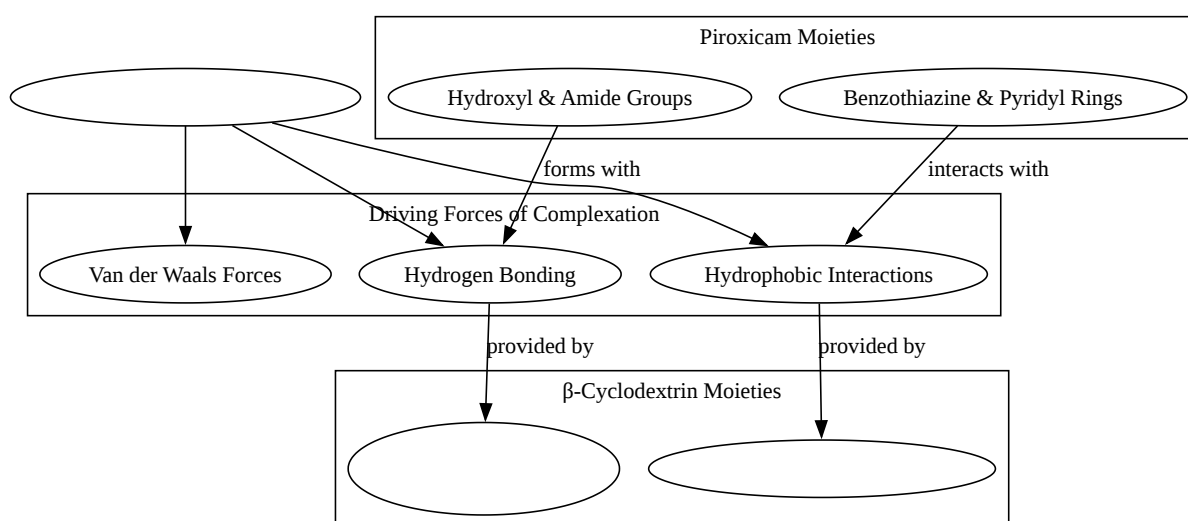 Piroxicam Moieties
Hydroxyl & Amide Groups
Benzothiazine & Pyridyl Rings
forms with
interacts with
Driving Forces of Complexation
Van der Waals Forces
Hydrogen Bonding
Hydrophobic Interactions
provided by
provided by
β-Cyclodextrin Moieties